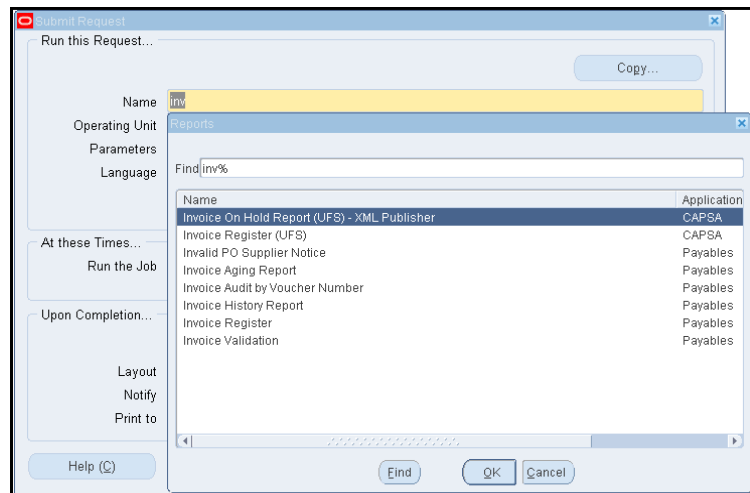 Submit Request
Run this Request...
Copy...
Name inv
Operating Unit
Parameters
Language
At these Times...
Run the Job
Upon Completion...
Layout
Notify
Print to
Help (C)
Reports
Find inv%
Name Application
Invoice On Hold Report (UFS) - XML Publisher CAPSA
Invoice Register (UFS) CAPSA
Invalid PO Supplier Notice Payables
Invoice Aging Report Payables
Invoice Audit by Voucher Number Payables
Invoice History Report Payables
Invoice Register Payables
Invoice Validation Payables
Find OK Cancel